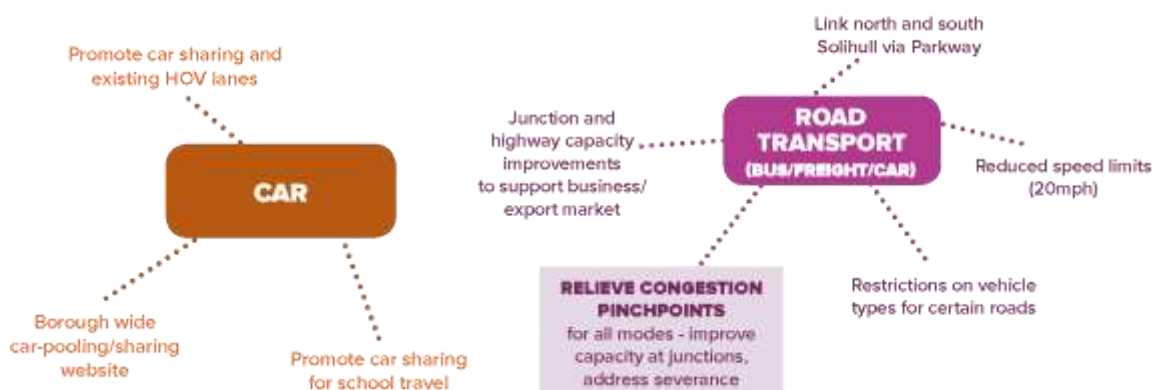 Promote car sharing and
existing HOV lanes
CAR
Borough wide
car-pooling/sharing
website
Promote car sharing
for school travel
Link north and south
Solihull via Parkway
Junction and
highway capacity
improvements
to support business/
export market
ROAD
TRANSPORT
(BUS/FREIGHT/CAR)
Reduced speed limits
(20mph)
RELIEVE CONGESTION
PINCHPOINTS
for all modes - improve
capacity at junctions,
address severance
Restrictions on vehicle
types for certain roads